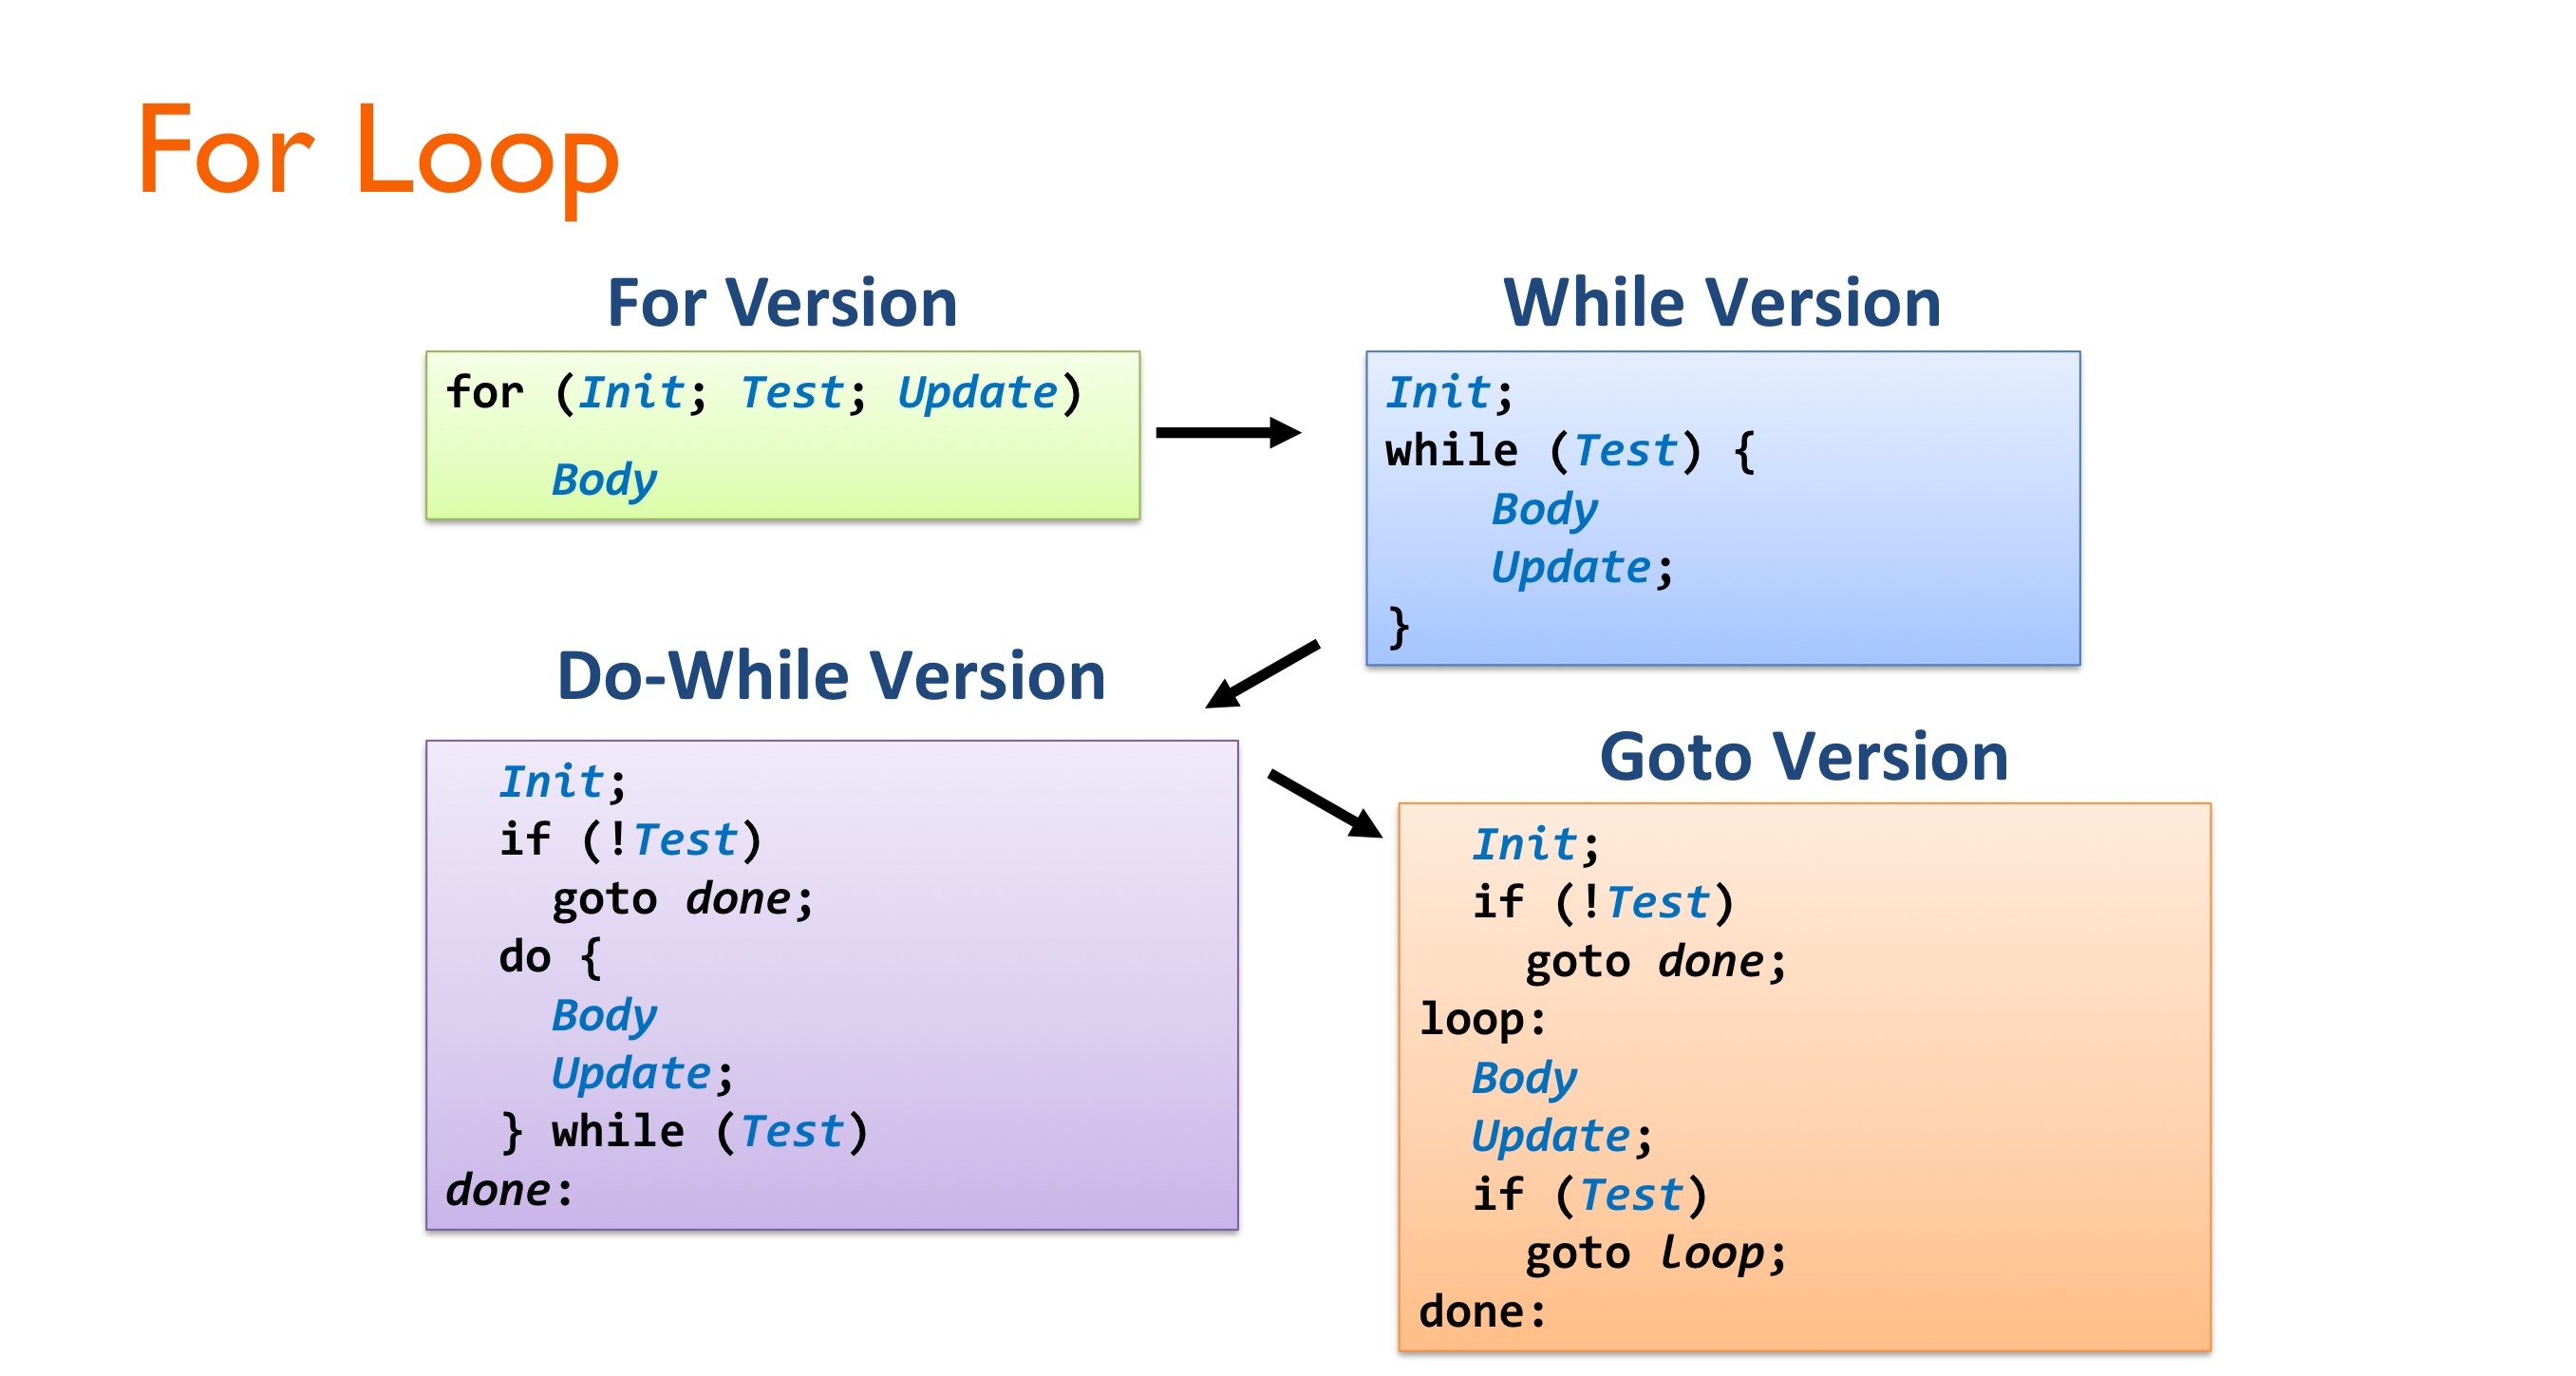 For Loop
For Version
for (Init; Test; Update)
Body
While Version
Init;
while (Test) {
Body
Update;
}
Do-While Version
Init;
if (!Test)
goto done;
do {
Body
Update;
} while (Test)
done:
Goto Version
Init;
if (!Test)
goto done;
loop:
Body
Update;
if (Test)
goto loop;
done: